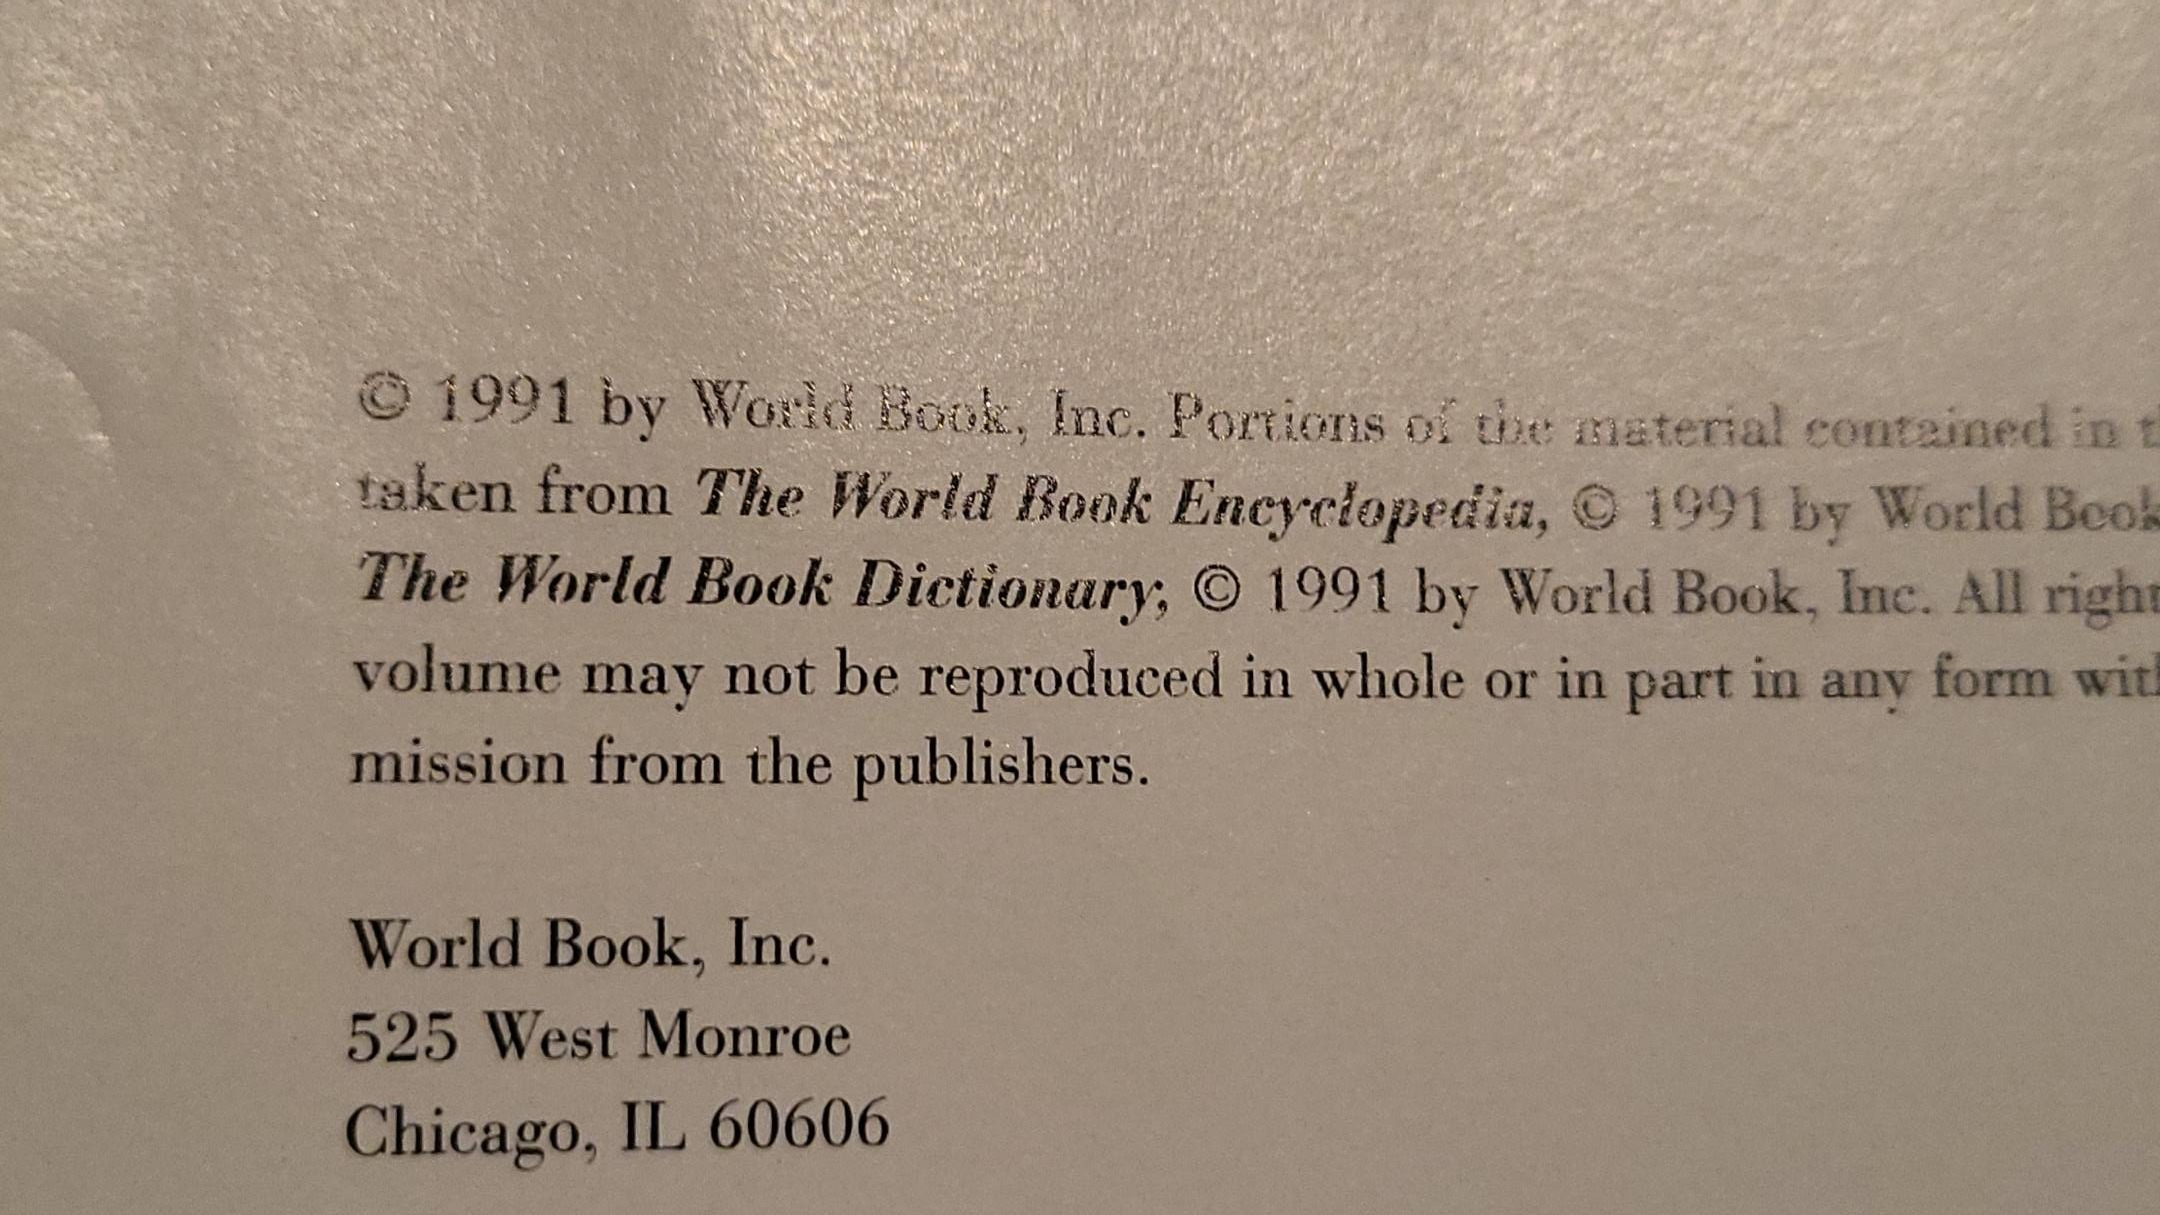 © 1991 by World Book, Inc. Portions of the material contained in
taken from The World Book Encyclopedia, © 1991 by World Book
The World Book Dictionary, © 1991 by World Book, Inc. All right
volume may not be reproduced in whole or in part in any form
mission from the publishers.
World Book, Inc.
525 West Monroe
Chicago, IL 60606